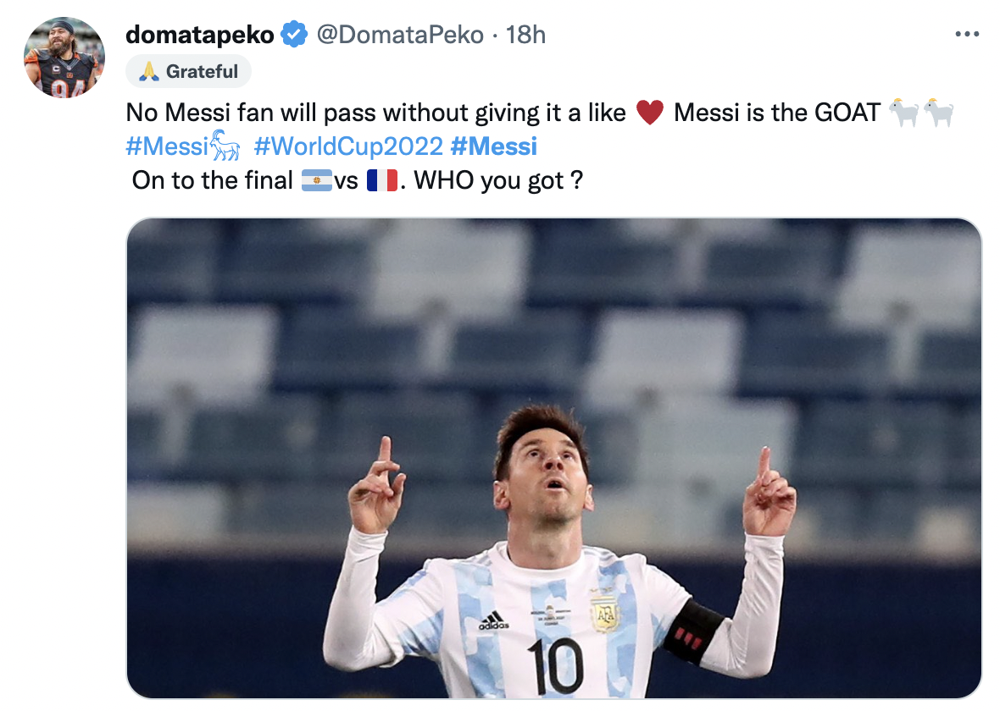 domatapeko @DomataPeko · 18h
🙏 Grateful
No Messi fan will pass without giving it a like ❤️ Messi is the GOAT 🐐🐐
#Messi🐐 #WorldCup2022 #Messi
On to the final 🇦🇷vs 🇫🇷. WHO you got ?
94
adidas
AFA
10